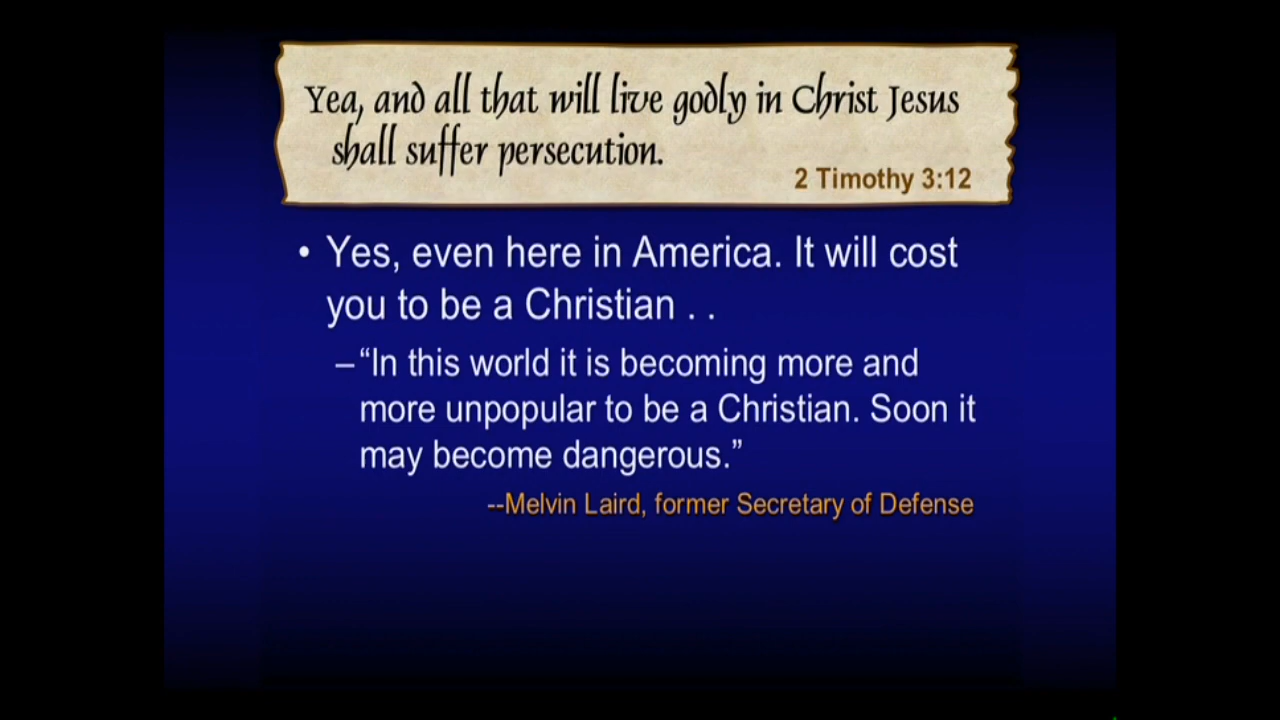 Yea, and all that will live godly in Christ Jesus
shall suffer persecution.
2 Timothy 3:12
• Yes, even here in America. It will cost
you to be a Christian . .
–“In this world it is becoming more and
more unpopular to be a Christian. Soon it
may become dangerous.”
--Melvin Laird, former Secretary of Defense